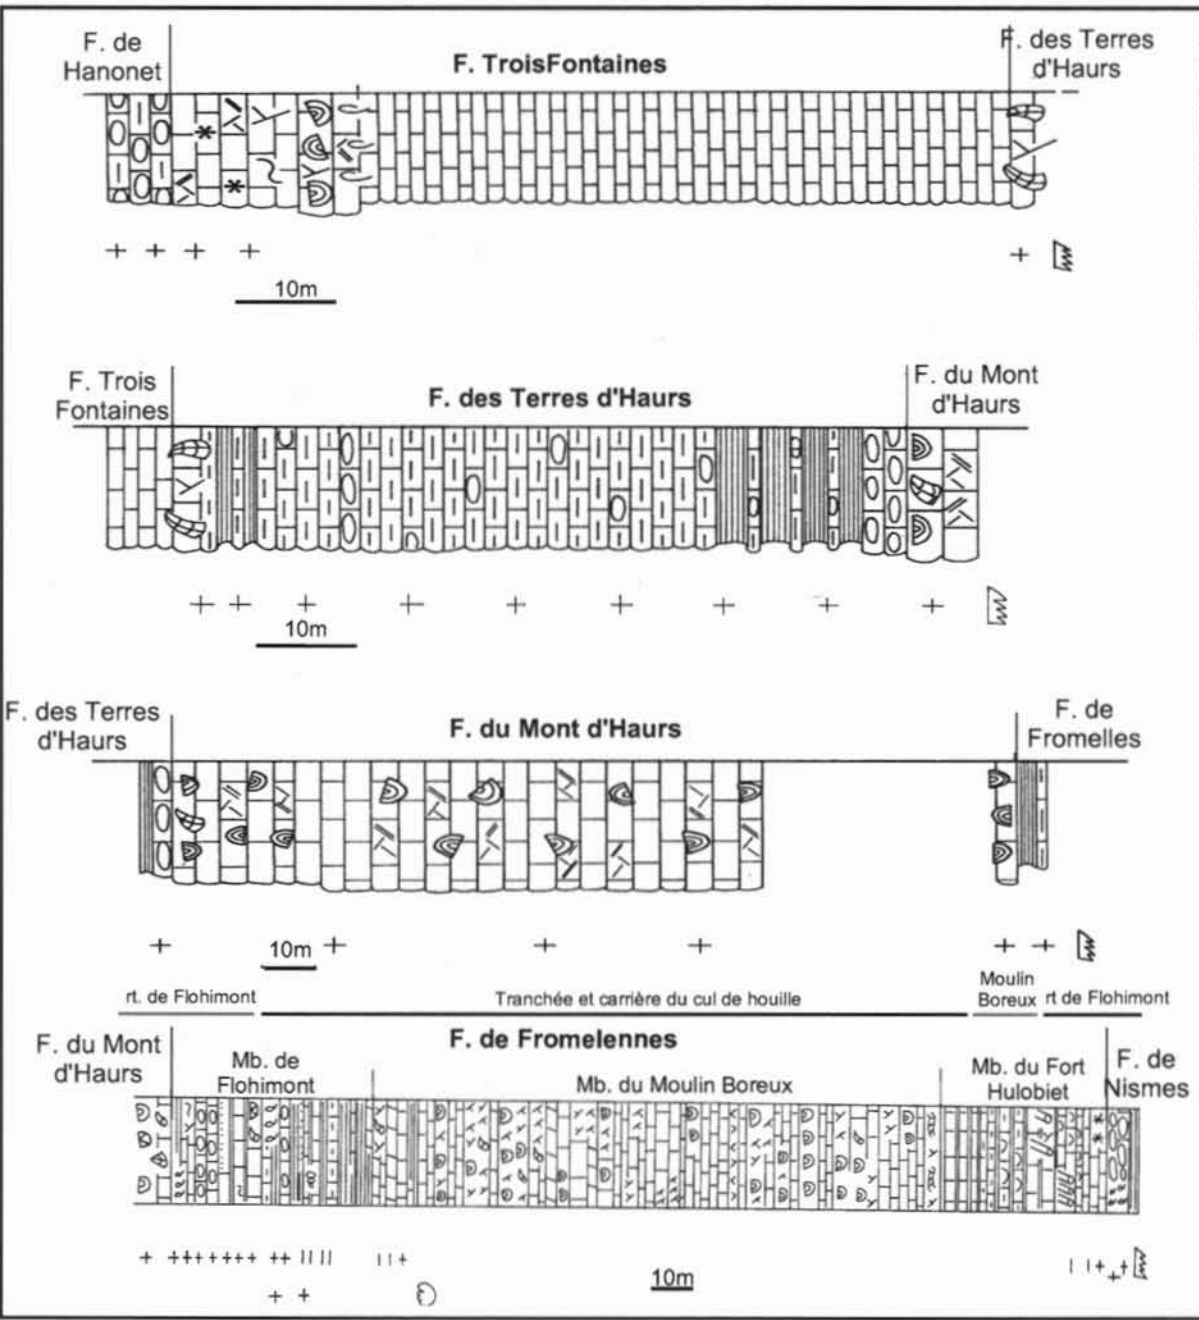 F. de
Hanonet
F. TroisFontaines
F. des Terres
d'Haurs
10m
F. Trois
Fontaines
F. des Terres d'Haurs
F. du Mont
d'Haurs
10m
F. des Terres
d'Haurs
F. du Mont d'Haurs
F. de
Fromelles
10m
rt. de Flohimont
Tranchée et carrière du cul de houille
Moulin
Boreux
rt de Flohimont
F. du Mont
d'Haurs
F. de Fromelennes
Mb. de
Flohimont
Mb. du Moulin Boreux
Mb. du Fort
Hulobiet
F. de
Nismes
10m